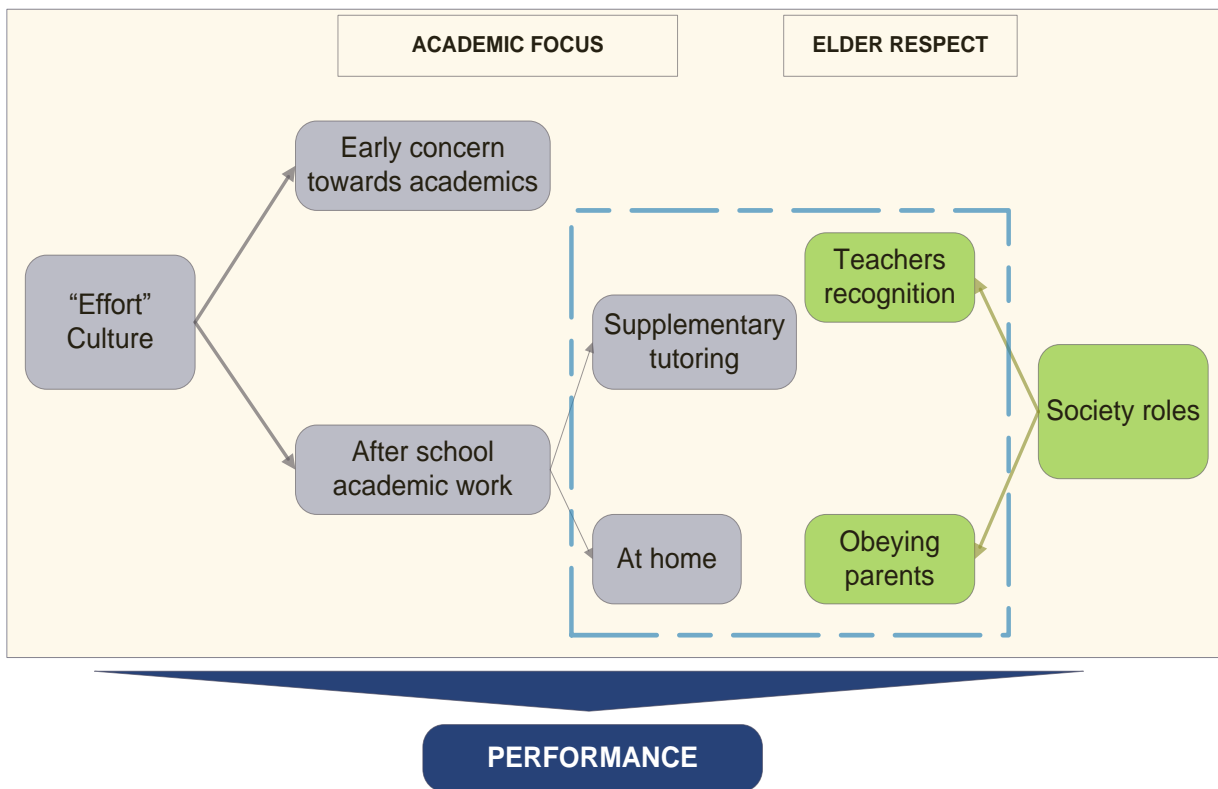 ACADEMIC FOCUS
ELDER RESPECT
Early concern
towards academics
“Effort”
Culture
After school
academic work
Supplementary
tutoring
At home
Teachers
recognition
Obeying
parents
Society roles
PERFORMANCE